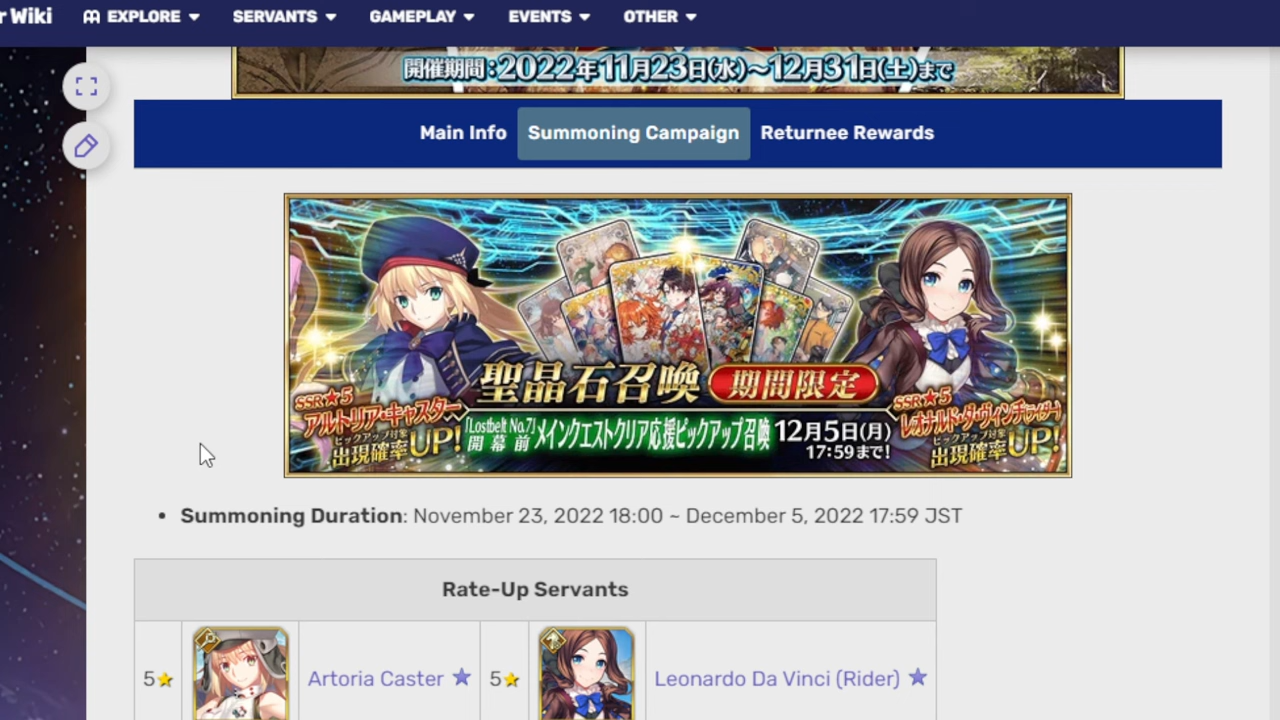 r Wiki EXPLORE SERVANTS GAMEPLAY EVENTS OTHER
開催期間:2022年11月23日(水)~12月31日(土)まで
Main Info Summoning Campaign Returnee Rewards
聖晶石召喚 期間限定
SSR★5
アルトリア・キャスター
ピックアップ対象
出現確率UP!
「Lostbelt No.7」
開幕前
メインクエストクリア応援ピックアップ召喚
12月5日(月)
17:59まで!
SSR★5
レオナルド・ダ・ヴィンチ(ライダー)
ピックアップ対象
出現確率UP!
• Summoning Duration: November 23, 2022 18:00 ~ December 5, 2022 17:59 JST
Rate-Up Servants
5 Artoria Caster 5 Leonardo Da Vinci (Rider)